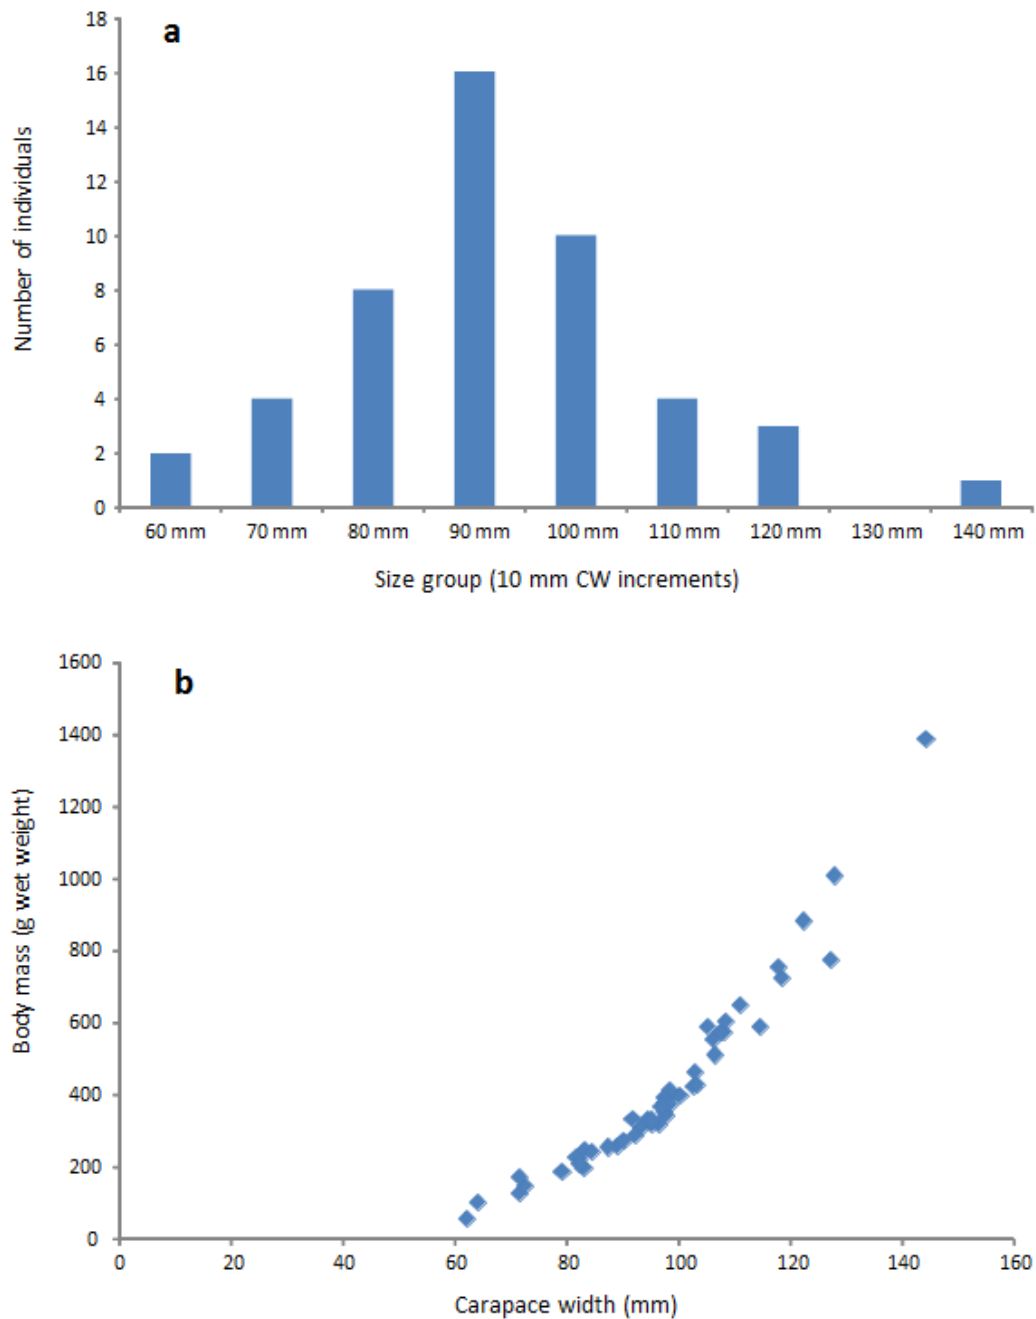 a
18
16
14
12
10
8
6
4
2
0
Number of individuals
60 mm 70 mm 80 mm 90 mm 100 mm 110 mm 120 mm 130 mm 140 mm
Size group (10 mm CW increments)
b
1600
1400
1200
1000
800
600
400
200
0
Body mass (g wet weight)
0 20 40 60 80 100 120 140 160
Carapace width (mm)